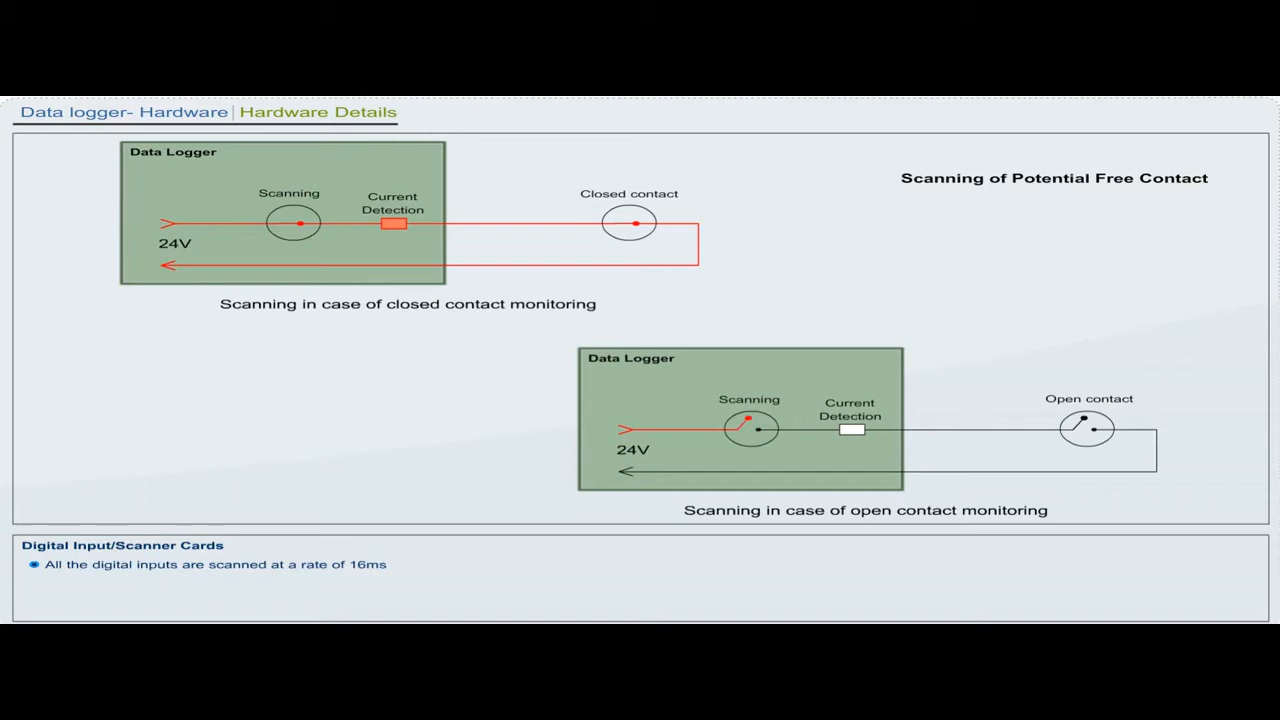 Data logger- Hardware | Hardware Details
Data Logger
Scanning of Potential Free Contact
Scanning
Current
Detection
Closed contact
24V
Scanning in case of closed contact monitoring
Data Logger
Scanning
Current
Detection
Open contact
24V
Scanning in case of open contact monitoring
Digital Input/Scanner Cards
All the digital inputs are scanned at a rate of 16ms